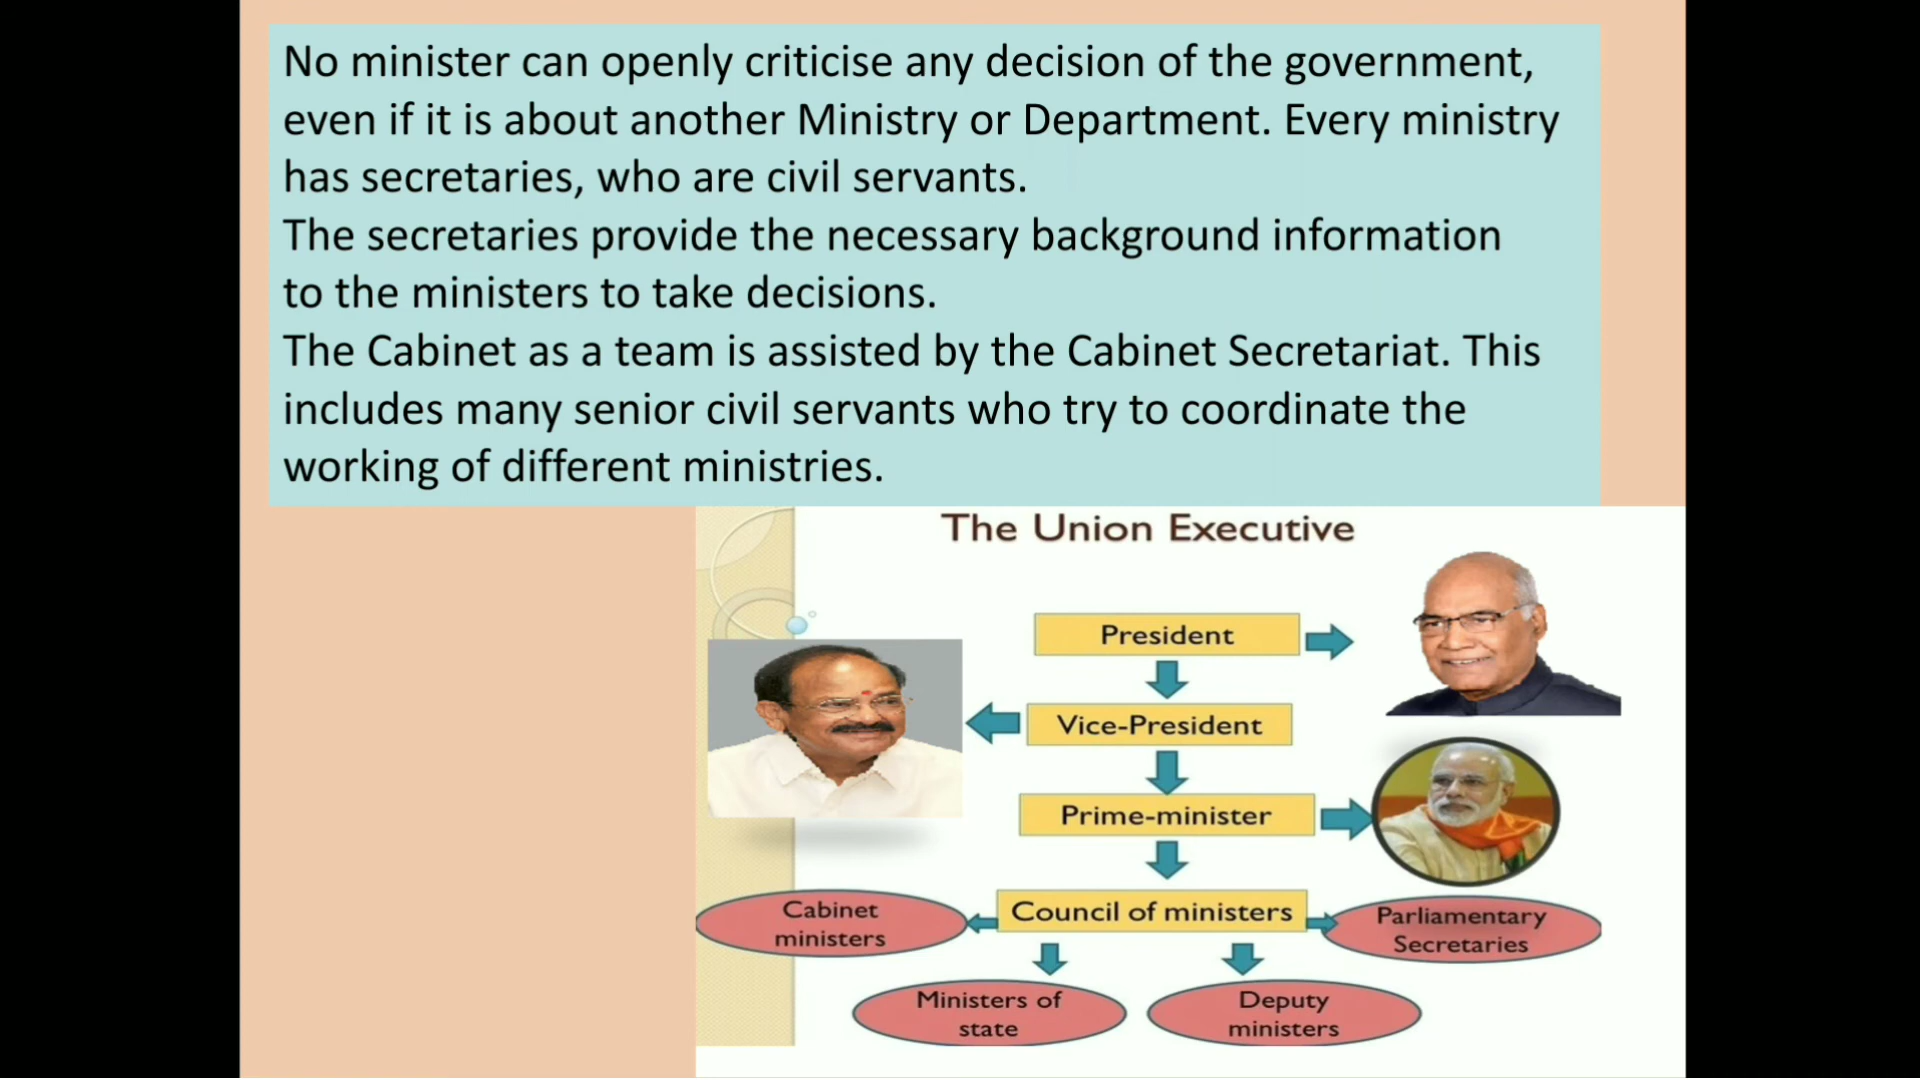 No minister can openly criticise any decision of the government,
even if it is about another Ministry or Department. Every ministry
has secretaries, who are civil servants.
The secretaries provide the necessary background information
to the ministers to take decisions.
The Cabinet as a team is assisted by the Cabinet Secretariat. This
includes many senior civil servants who try to coordinate the
working of different ministries.
The Union Executive
President
Vice-President
Prime-minister
Council of ministers
Cabinet
ministers
Parliamentary
Secretaries
Ministers of
state
Deputy
ministers